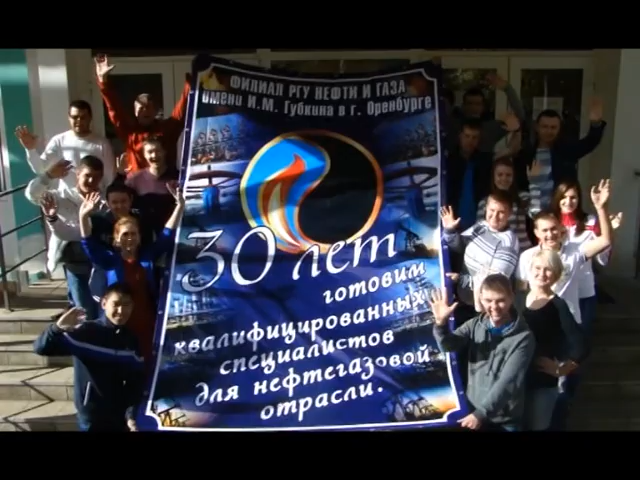 ФИЛИАЛ РГУ НЕФТИ И ГАЗА
ИМЕНИ И.М. ГУБКИНА В Г. ОРЕНБУРГЕ
30 лет
готовим
квалифицированных
специалистов
для нефтегазовой
отрасли.